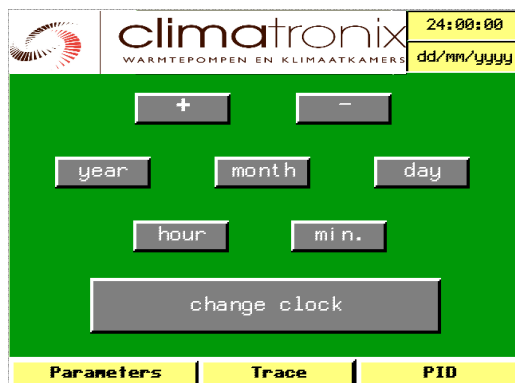 climatronix
WARMTEPOMPEN EN KLIMAATKAMERS
24:00:00
dd/mm/yyyy
+ -
year month day
hour min.
change clock
Parameters Trace PID